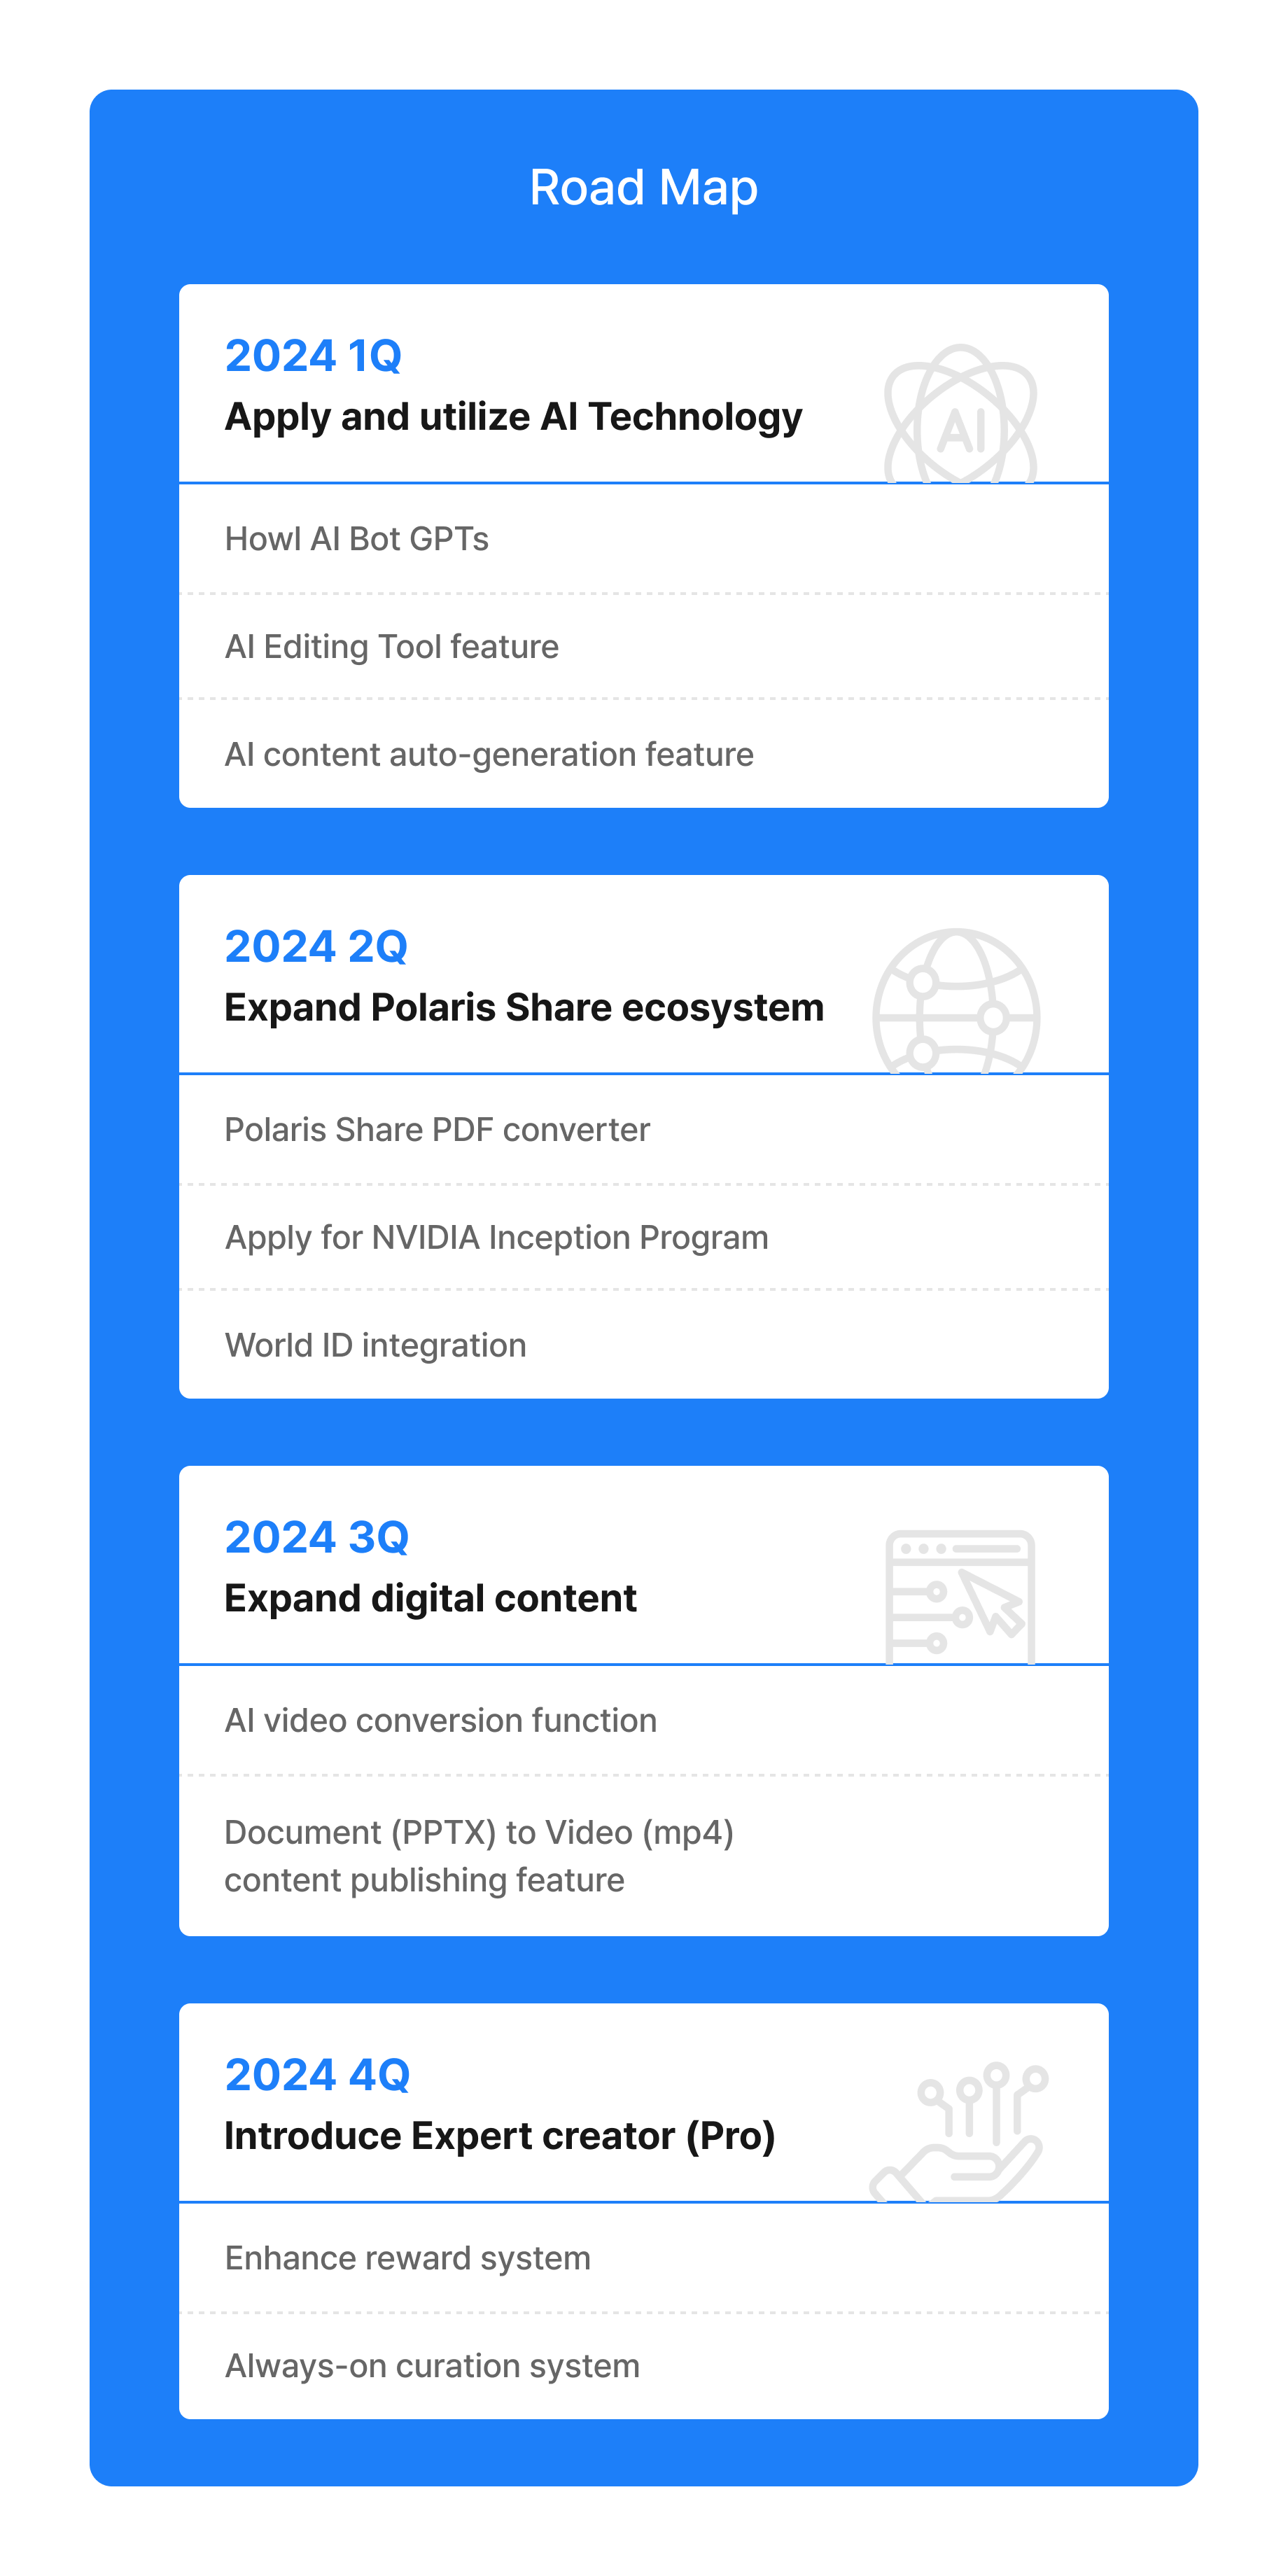 Road Map
2024 1Q
Apply and utilize AI Technology
AI
Howl AI Bot GPTs
AI Editing Tool feature
AI content auto-generation feature
2024 2Q
Expand Polaris Share ecosystem
Polaris Share PDF converter
Apply for NVIDIA Inception Program
World ID integration
2024 3Q
Expand digital content
AI video conversion function
Document (PPTX) to Video (mp4)
content publishing feature
2024 4Q
Introduce Expert creator (Pro)
Enhance reward system
Always-on curation system